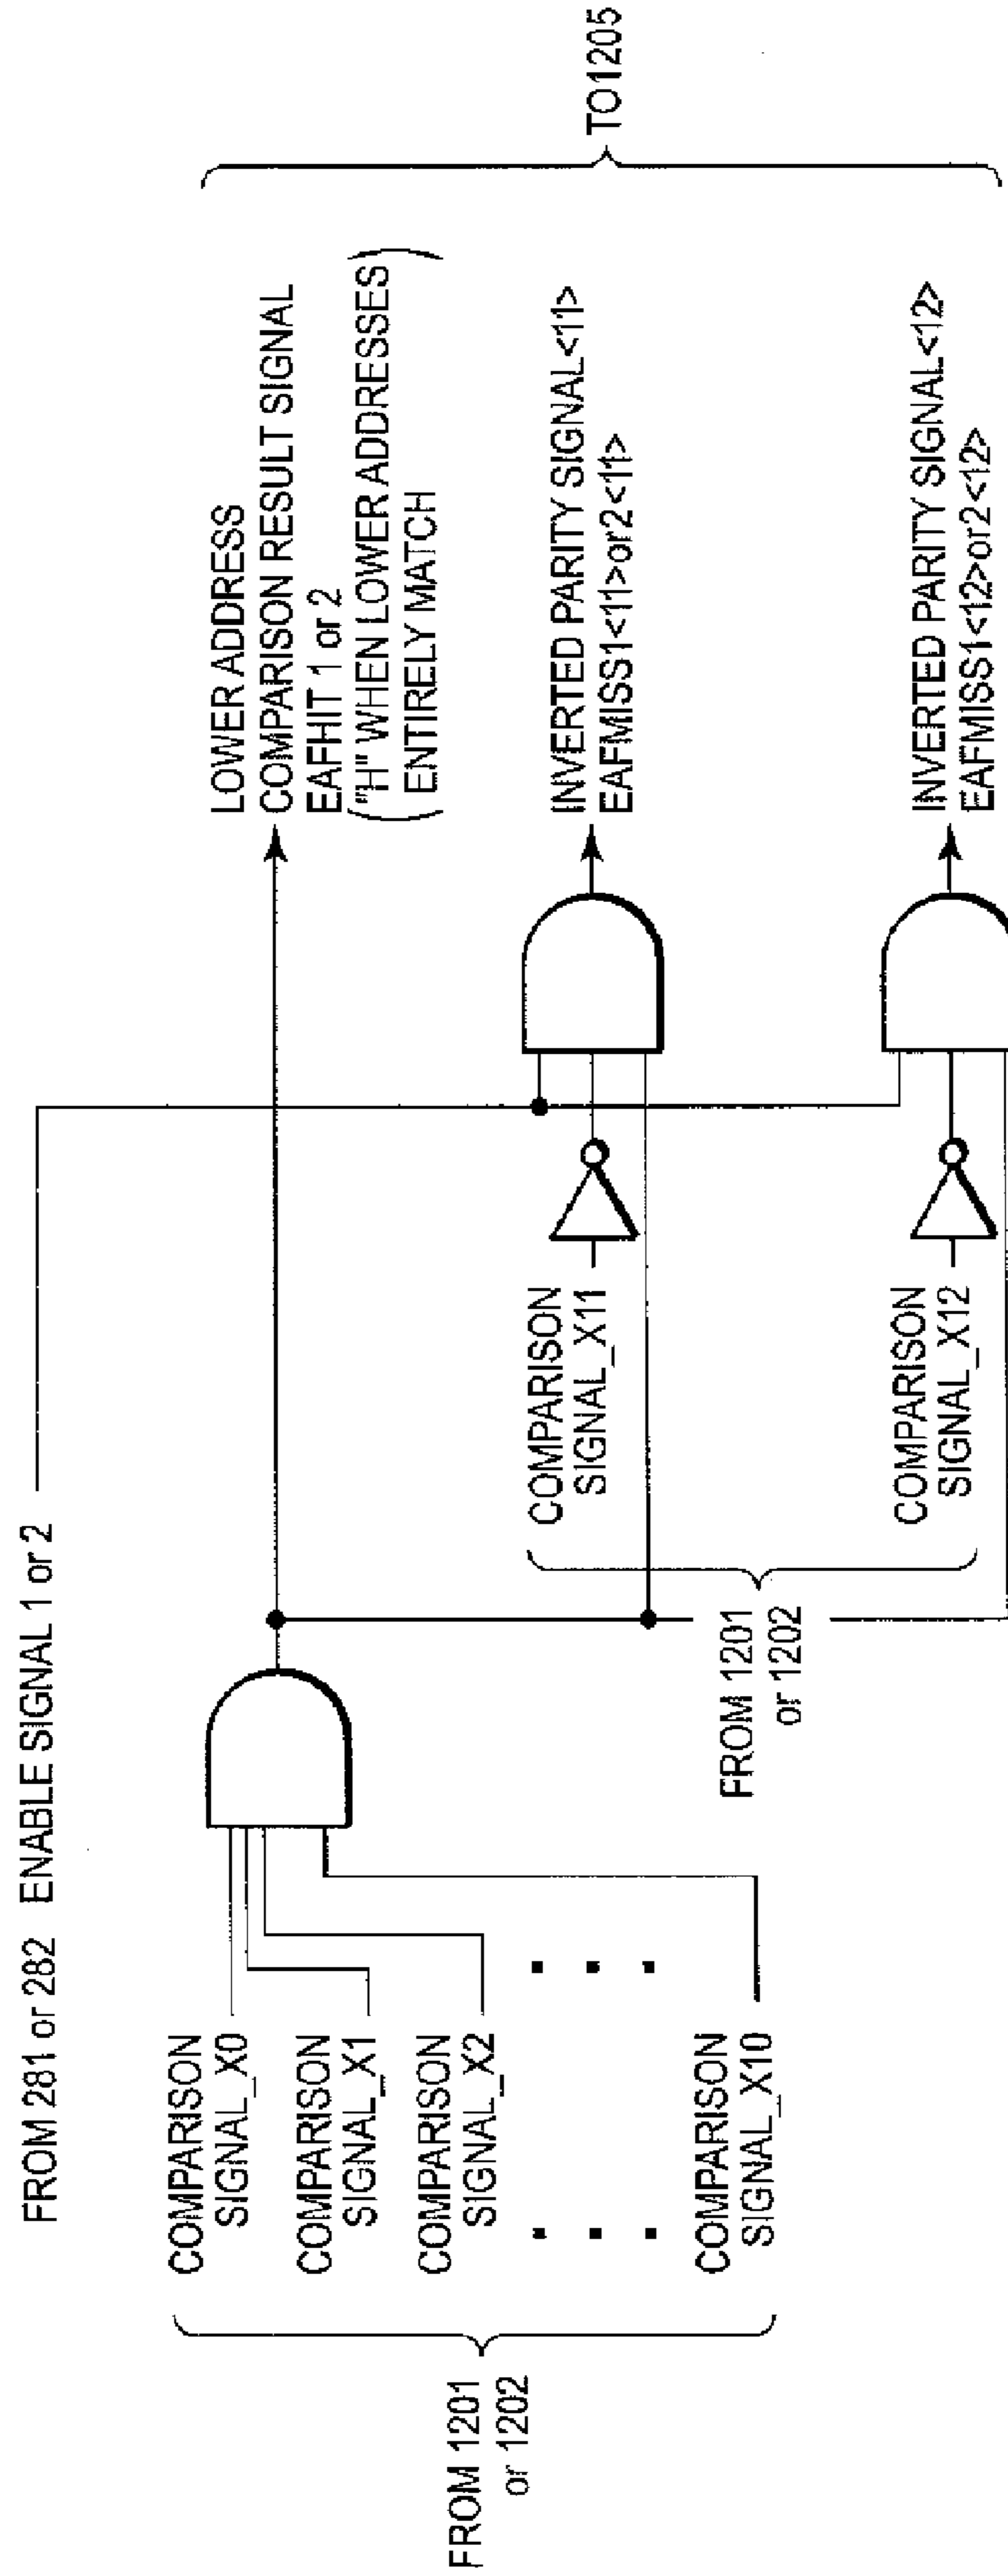 FROM 281 or 282 ENABLE SIGNAL 1 or 2
COMPARISON
SIGNAL_X0
COMPARISON
SIGNAL_X1
COMPARISON
SIGNAL_X2
COMPARISON
SIGNAL_X10
FROM 1201
or 1202
LOWER ADDRESS
COMPARISON RESULT SIGNAL
EAFHIT 1 or 2
("H" WHEN LOWER ADDRESSES
ENTIRELY MATCH)
COMPARISON
SIGNAL_X11
INVERTED PARITY SIGNAL<11>
EAFMISS1<11>or2<11>
COMPARISON
SIGNAL_X12
INVERTED PARITY SIGNAL<12>
EAFMISS1<12>or2<12>
FROM 1201
or 1202
TO1205